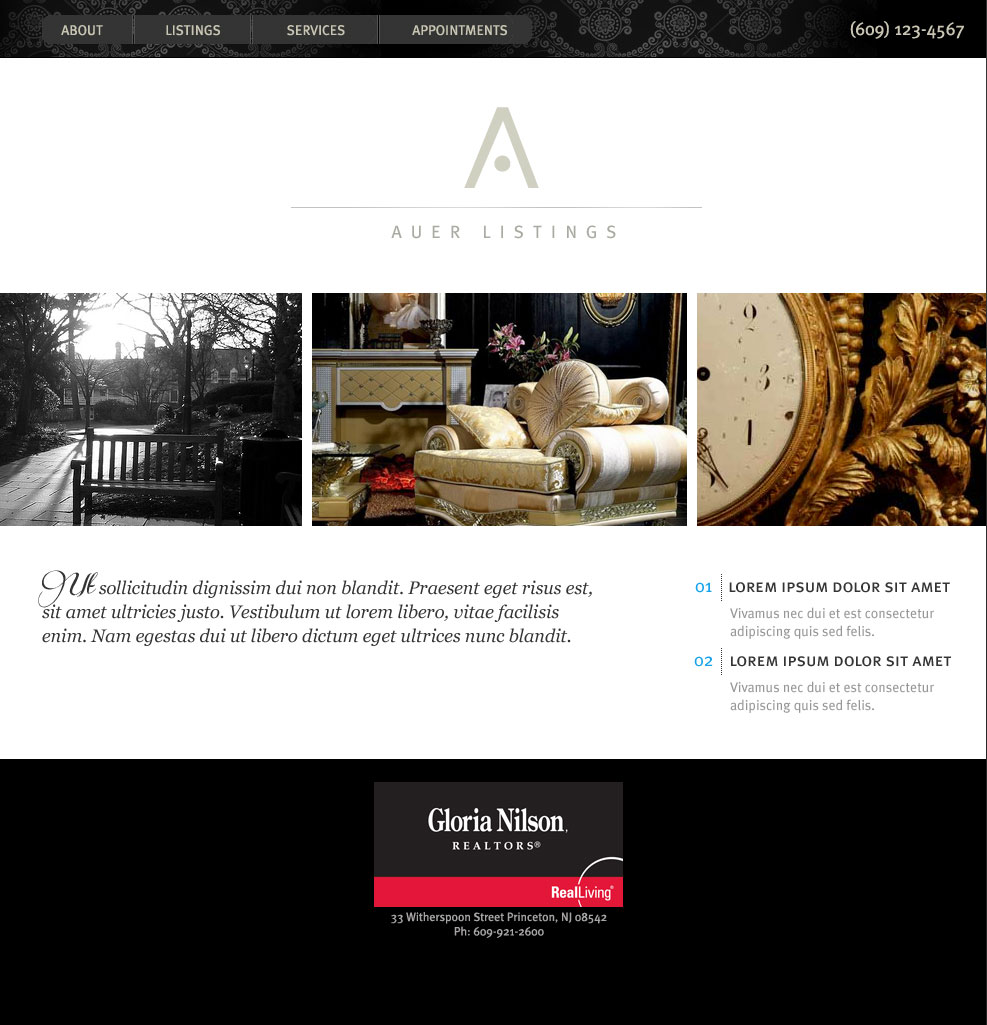 ABOUT LISTINGS SERVICES APPOINTMENTS (609) 123-4567
A
AUER LISTINGS
Ut sollicitudin dignissim dui non blandit. Praesent eget risus est,
sit amet ultricies justo. Vestibulum ut lorem libero, vitae facilisis
enim. Nam egestas dui ut libero dictum eget ultrices nunc blandit.
01 LOREM IPSUM DOLOR SIT AMET
Vivamus nec dui et est consectetur
adipiscing quis sed felis.
02 LOREM IPSUM DOLOR SIT AMET
Vivamus nec dui et est consectetur
adipiscing quis sed felis.
Gloria Nilson,
REALTORS®
RealLiving®
33 Witherspoon Street Princeton, NJ 08542
Ph: 609-921-2600